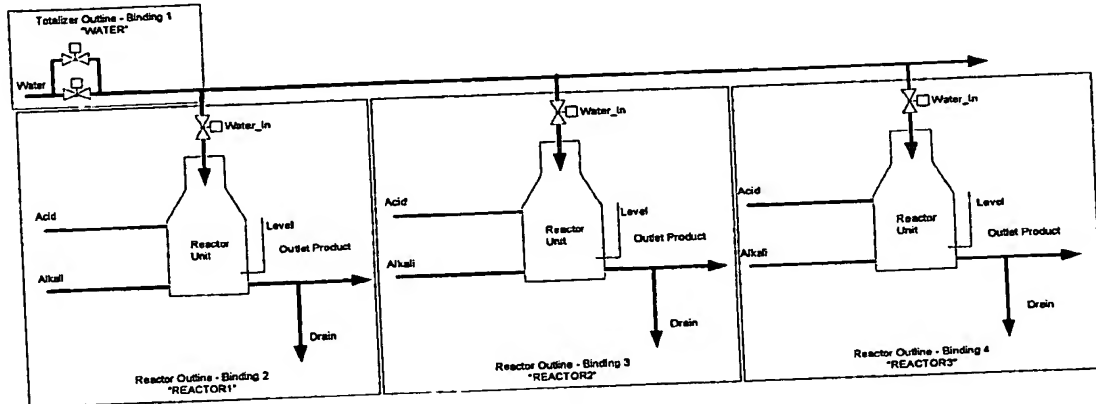 Totalizer Outline - Binding 1
"WATER"
Water
Water_In
Acid
Alkali
Reactor
Unit
Level
Outlet Product
Drain
Reactor Outline - Binding 2
"REACTOR1"
Water_In
Acid
Alkali
Reactor
Unit
Level
Outlet Product
Drain
Reactor Outline - Binding 3
"REACTOR2"
Water_In
Acid
Alkali
Reactor
Unit
Level
Outlet Product
Drain
Reactor Outline - Binding 4
"REACTOR3"